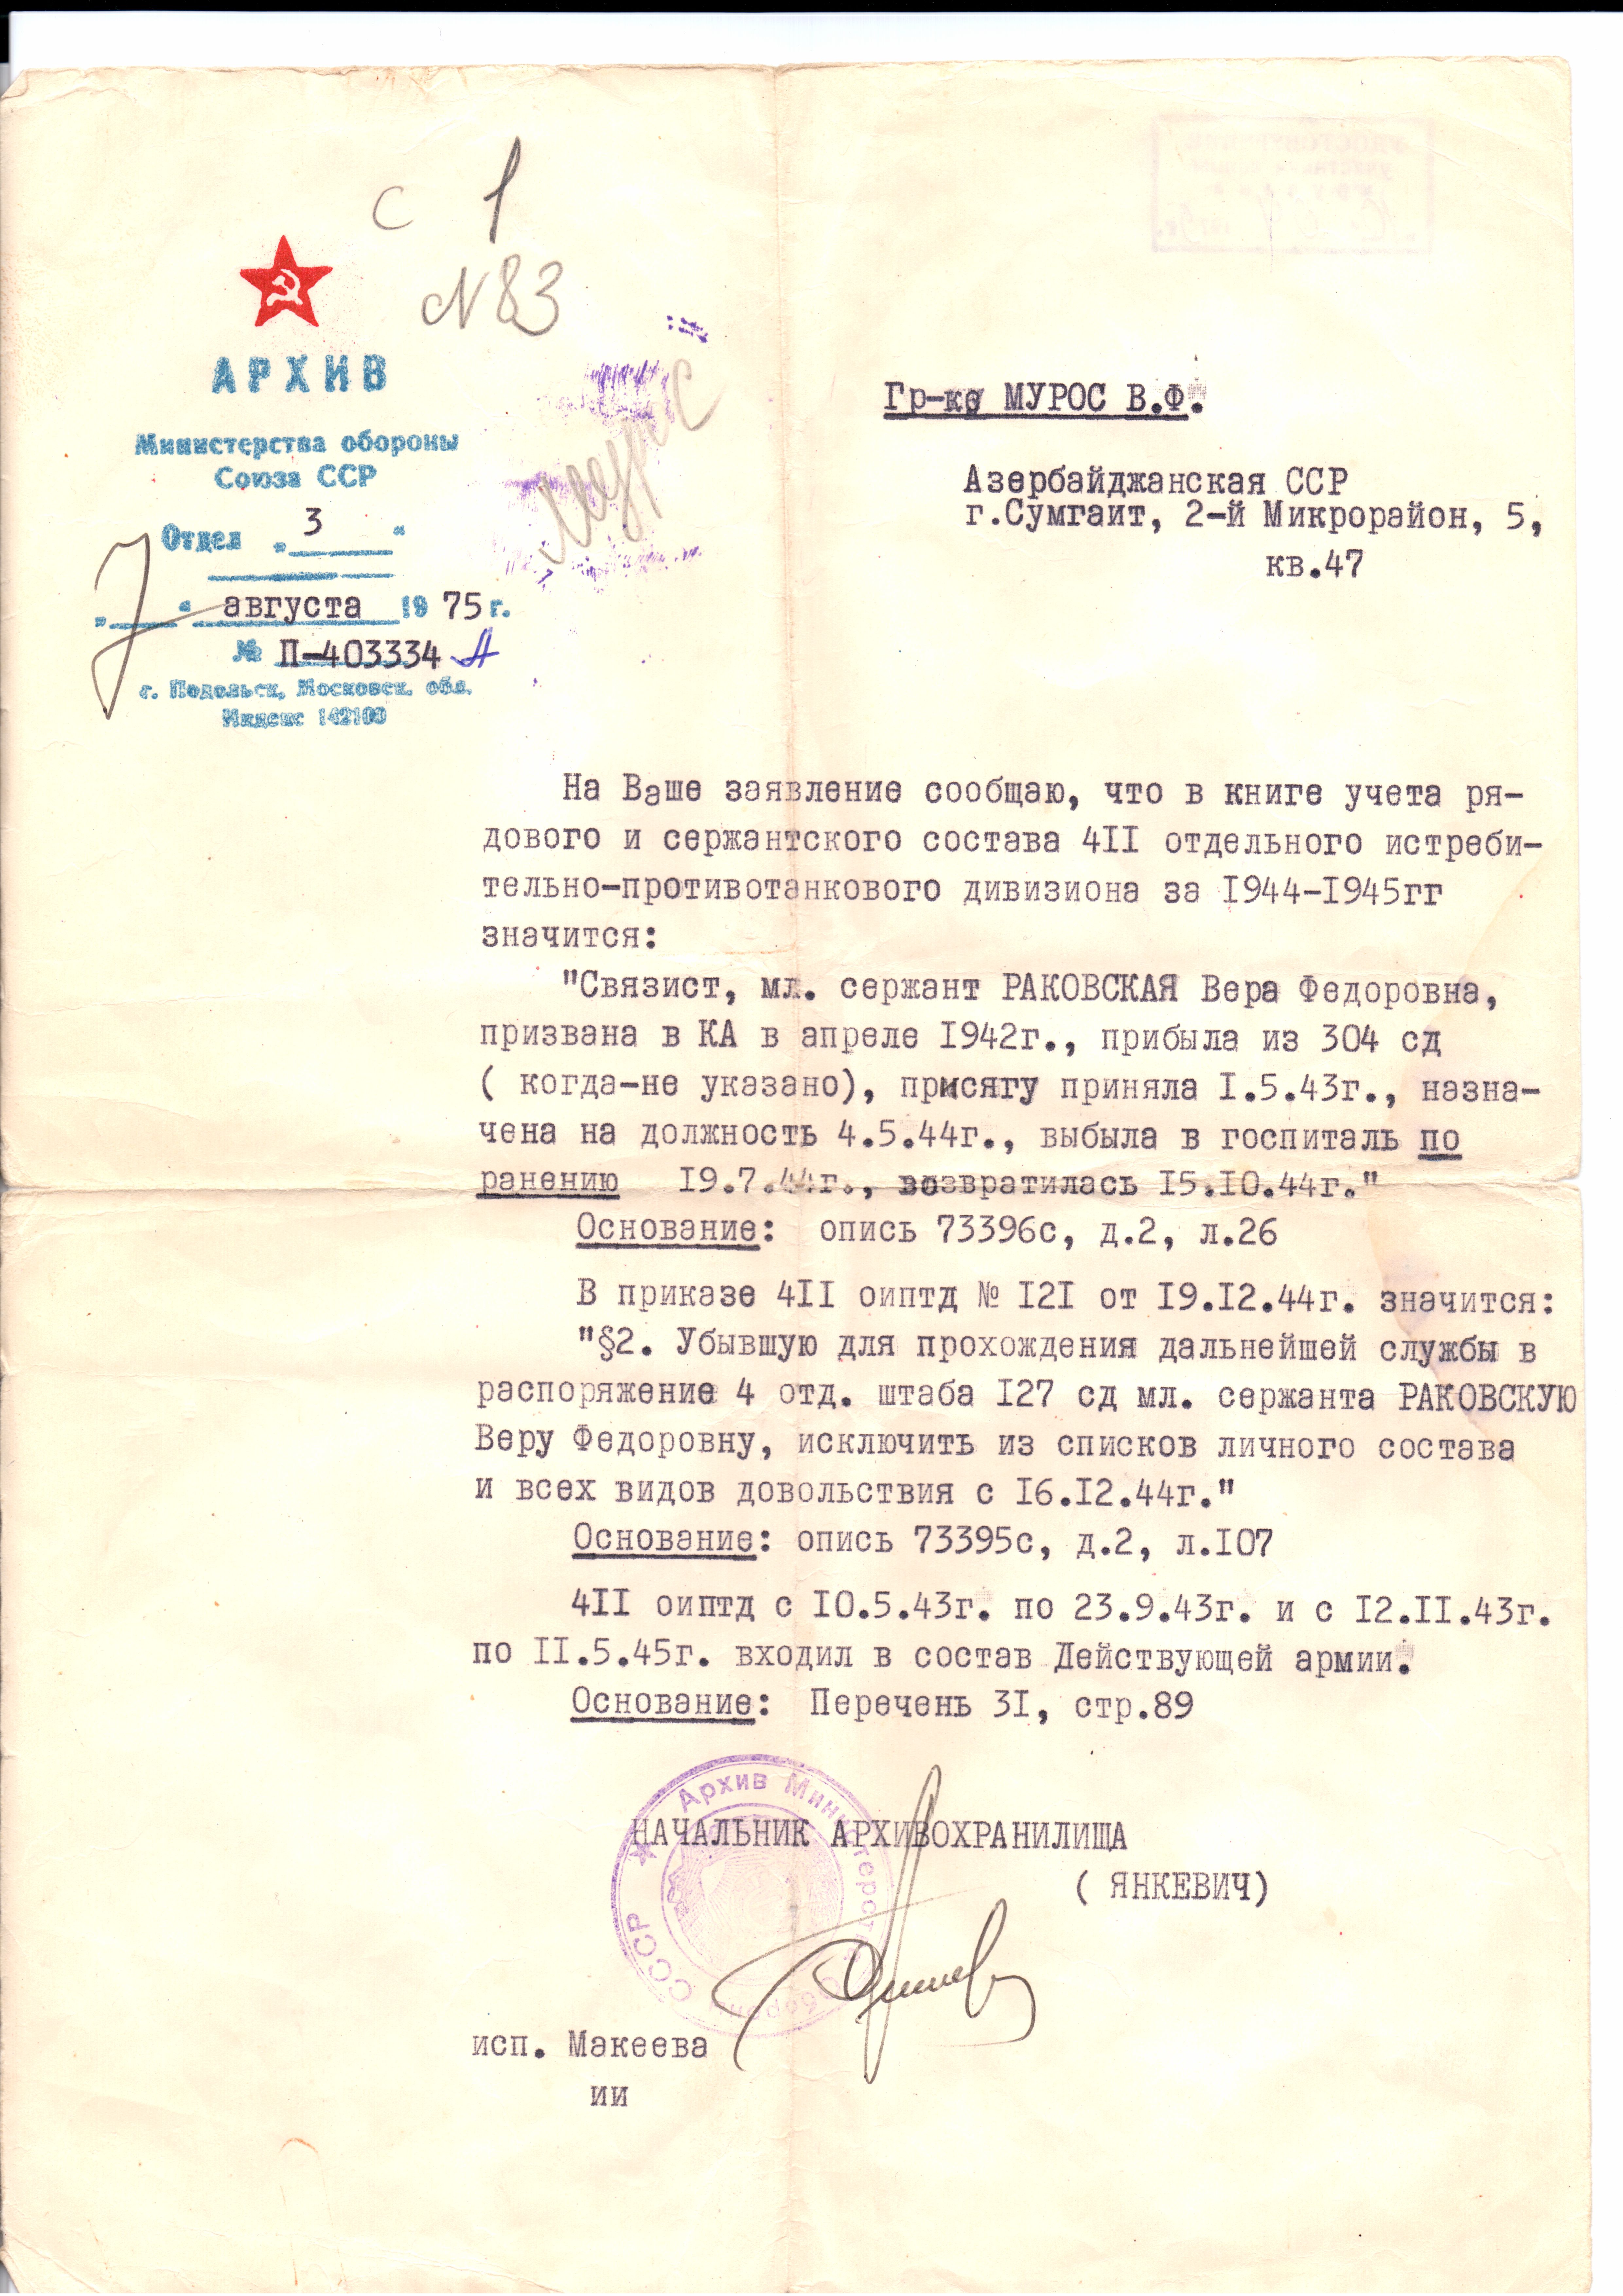 с 1
N 83
АРХИВ
Министерства обороны
Союза ССР
Отдел „ 3 “
„ 7 “ августа 1975 г.
№ П-403334 А
г. Подольск, Московск. обл.
Индекс 142100
Мурос
Гр-ке МУРОС В.Ф.
Азербайджанская ССР
г.Сумгаит, 2-й Микрорайон, 5,
кв.47
На Ваше заявление сообщаю, что в книге учета ря-
дового и сержантского состава 4II отдельного истреби-
тельно-противотанкового дивизиона за I944-I945гг
значится:
"Связист, мл. сержант РАКОВСКАЯ Вера Федоровна,
призвана в КА в апреле I942г., прибыла из 304 сд
( когда-не указано), присягу приняла I.5.43г., назна-
чена на должность 4.5.44г., выбыла в госпиталь по
ранению I9.7.44г., возвратилась I5.I0.44г."
Основание: опись 73396с, д.2, л.26
В приказе 4II оиптд № I2I от I9.I2.44г. значится:
"§2. Убывшую для прохождения дальнейшей службы в
распоряжение 4 отд. штаба I27 сд мл. сержанта РАКОВСКУЮ
Веру Федоровну, исключить из списков личного состава
и всех видов довольствия с I6.I2.44г."
Основание: опись 73395с, д.2, л.I07
4II оиптд с I0.5.43г. по 23.9.43г. и с I2.II.43г.
по II.5.45г. входил в состав Действующей армии.
Основание: Перечень 3I, стр.89
Архив Министерства Обороны СССР
НАЧАЛЬНИК АРХИВОХРАНИЛИЩА
( ЯНКЕВИЧ)
исп. Макеева
ии